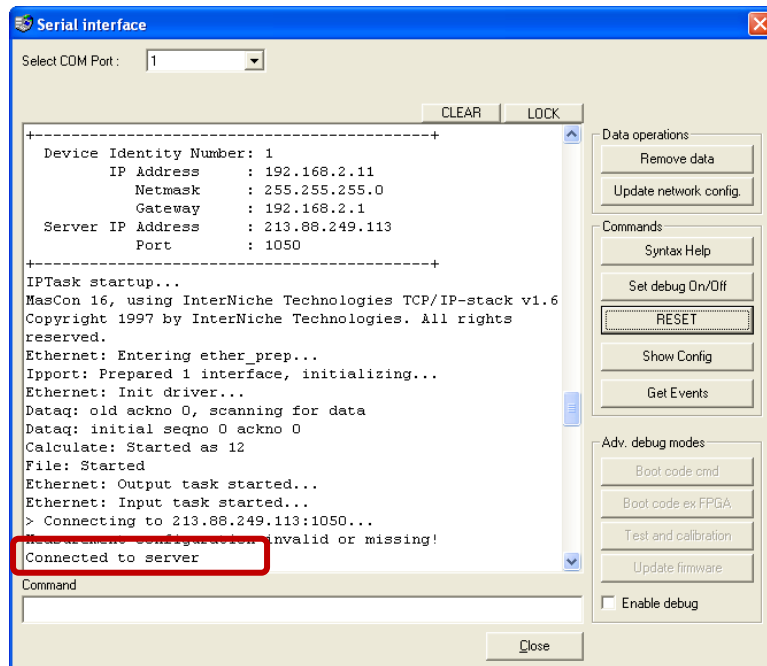 Serial interface
Select COM Port : 1
CLEAR LOCK
+--------------------------------------------+
Device Identity Number: 1
IP Address : 192.168.2.11
Netmask : 255.255.255.0
Gateway : 192.168.2.1
Server IP Address : 213.88.249.113
Port : 1050
+--------------------------------------------+
IPTask startup...
MasCon 16, using InterNiche Technologies TCP/IP-stack v1.6
Copyright 1997 by InterNiche Technologies. All rights
reserved.
Ethernet: Entering ether_prep...
Ipport: Prepared 1 interface, initializing...
Ethernet: Init driver...
Dataq: old ackno 0, scanning for data
Dataq: initial seqno 0 ackno 0
Calculate: Started as 12
File: Started
Ethernet: Output task started...
Ethernet: Input task started...
> Connecting to 213.88.249.113:1050...
Measurement configuration invalid or missing!
Connected to server
Command
Close
Data operations
Remove data
Update network config.
Commands
Syntax Help
Set debug On/Off
RESET
Show Config
Get Events
Adv. debug modes
Boot code cmd
Boot code ex FPGA
Test and calibration
Update firmware
Enable debug